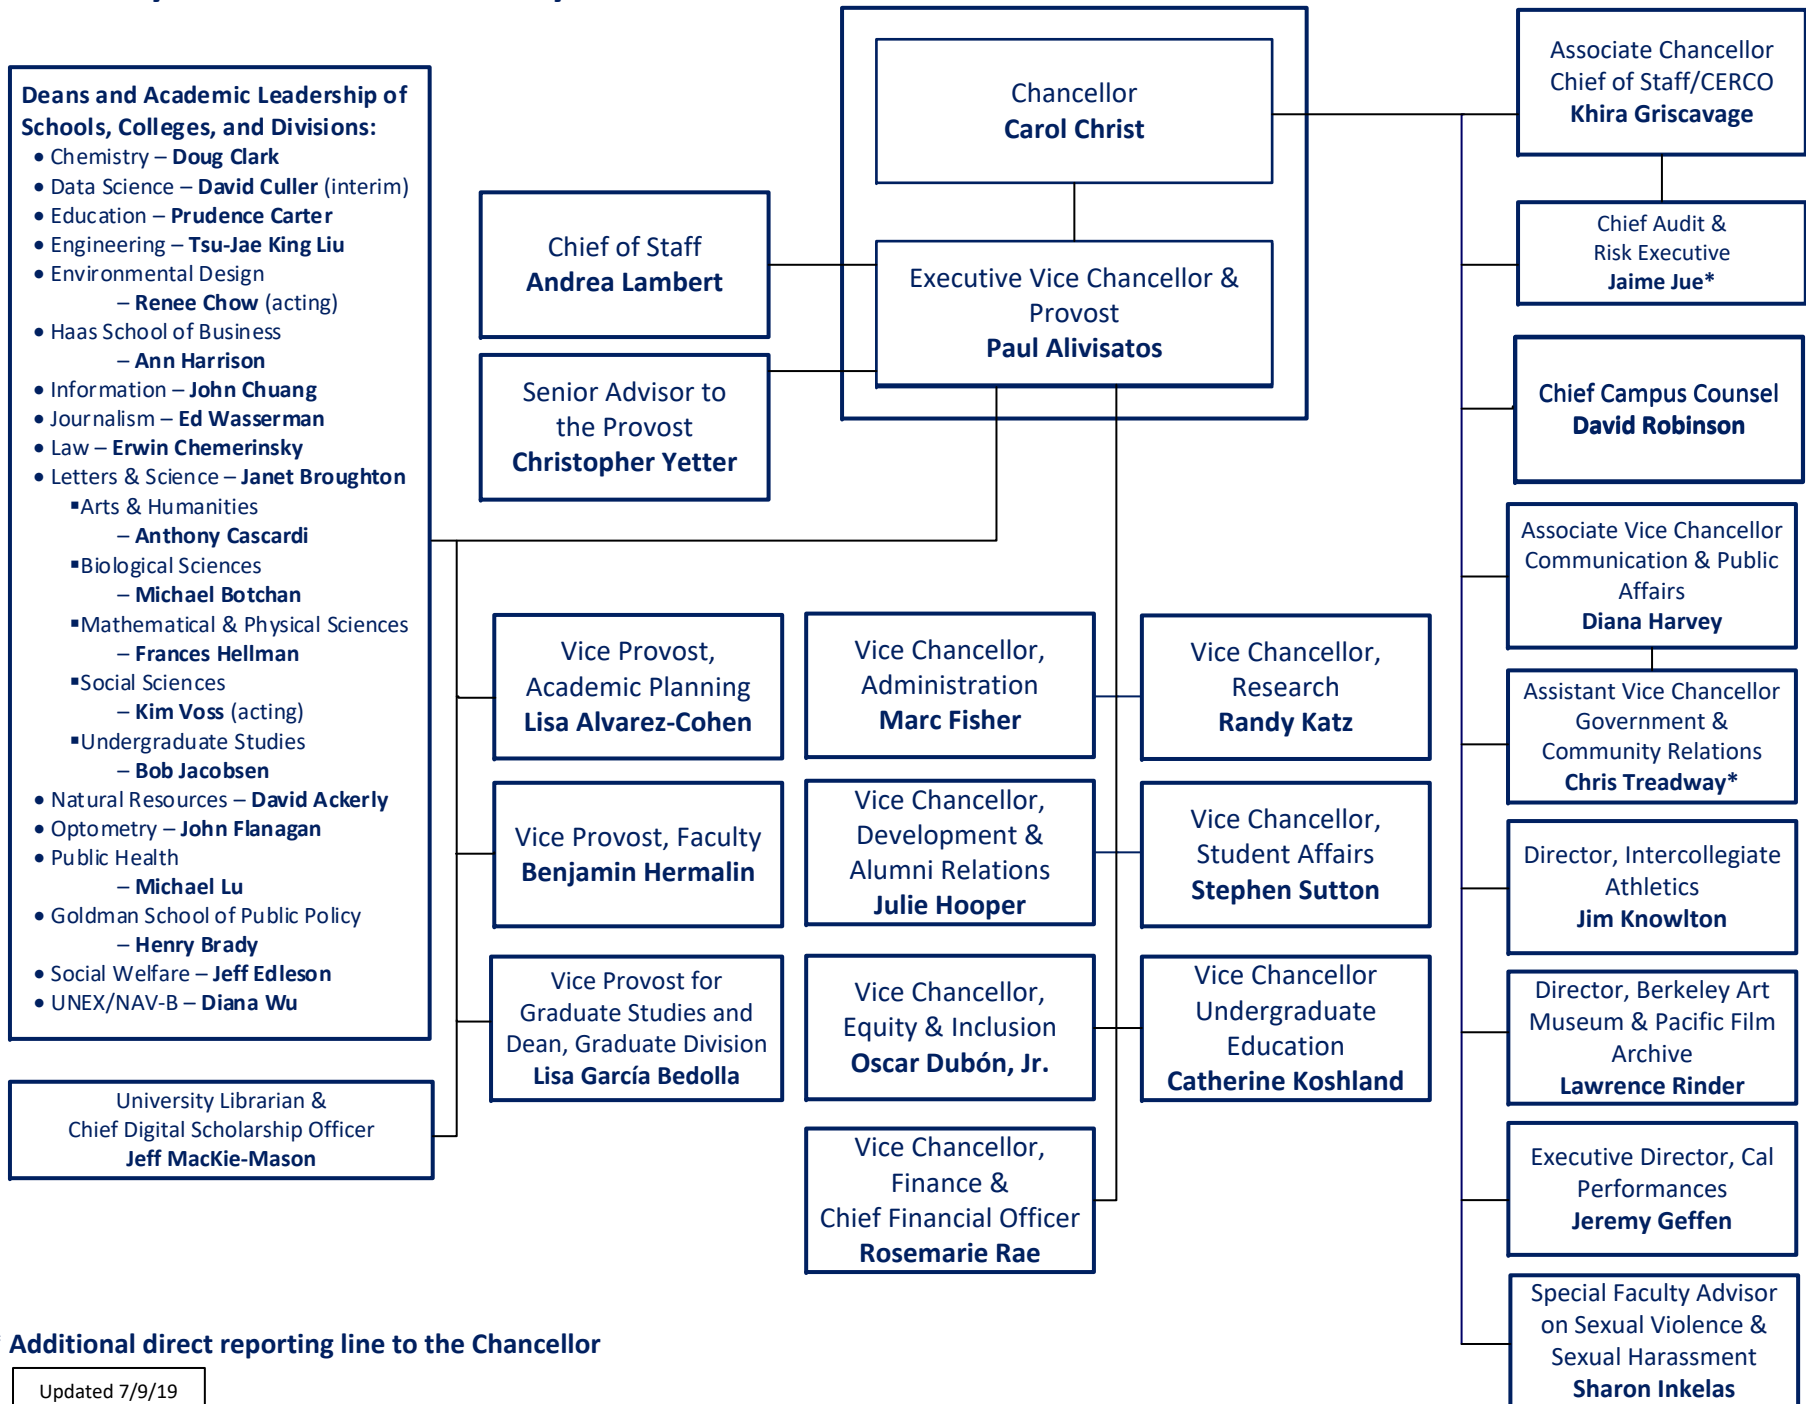 Deans and Academic Leadership of
Schools, Colleges, and Divisions:
• Chemistry – Doug Clark
• Data Science – David Culler (interim)
• Education – Prudence Carter
• Engineering – Tsu-Jae King Liu
• Environmental Design
– Renee Chow (acting)
• Haas School of Business
– Ann Harrison
• Information – John Chuang
• Journalism – Ed Wasserman
• Law – Erwin Chemerinsky
• Letters & Science – Janet Broughton
▪Arts & Humanities
– Anthony Cascardi
▪Biological Sciences
– Michael Botchan
▪Mathematical & Physical Sciences
– Frances Hellman
▪Social Sciences
– Kim Voss (acting)
▪Undergraduate Studies
– Bob Jacobsen
• Natural Resources – David Ackerly
• Optometry – John Flanagan
• Public Health
– Michael Lu
• Goldman School of Public Policy
– Henry Brady
• Social Welfare – Jeff Edleson
• UNEX/NAV-B – Diana Wu
University Librarian &
Chief Digital Scholarship Officer
Jeff MacKie-Mason
Chancellor
Carol Christ
Executive Vice Chancellor &
Provost
Paul Alivisatos
Chief of Staff
Andrea Lambert
Senior Advisor to
the Provost
Christopher Yetter
Vice Provost,
Academic Planning
Lisa Alvarez-Cohen
Vice Provost, Faculty
Benjamin Hermalin
Vice Provost for
Graduate Studies and
Dean, Graduate Division
Lisa García Bedolla
Vice Chancellor,
Administration
Marc Fisher
Vice Chancellor,
Development &
Alumni Relations
Julie Hooper
Vice Chancellor,
Equity & Inclusion
Oscar Dubón, Jr.
Vice Chancellor,
Finance &
Chief Financial Officer
Rosemarie Rae
Vice Chancellor,
Research
Randy Katz
Vice Chancellor,
Student Affairs
Stephen Sutton
Vice Chancellor
Undergraduate
Education
Catherine Koshland
Associate Chancellor
Chief of Staff/CERCO
Khira Griscavage
Chief Audit &
Risk Executive
Jaime Jue*
Chief Campus Counsel
David Robinson
Associate Vice Chancellor
Communication & Public
Affairs
Diana Harvey
Assistant Vice Chancellor
Government &
Community Relations
Chris Treadway*
Director, Intercollegiate
Athletics
Jim Knowlton
Director, Berkeley Art
Museum & Pacific Film
Archive
Lawrence Rinder
Executive Director, Cal
Performances
Jeremy Geffen
Special Faculty Advisor
on Sexual Violence &
Sexual Harassment
Sharon Inkelas
* Additional direct reporting line to the Chancellor
Updated 7/9/19